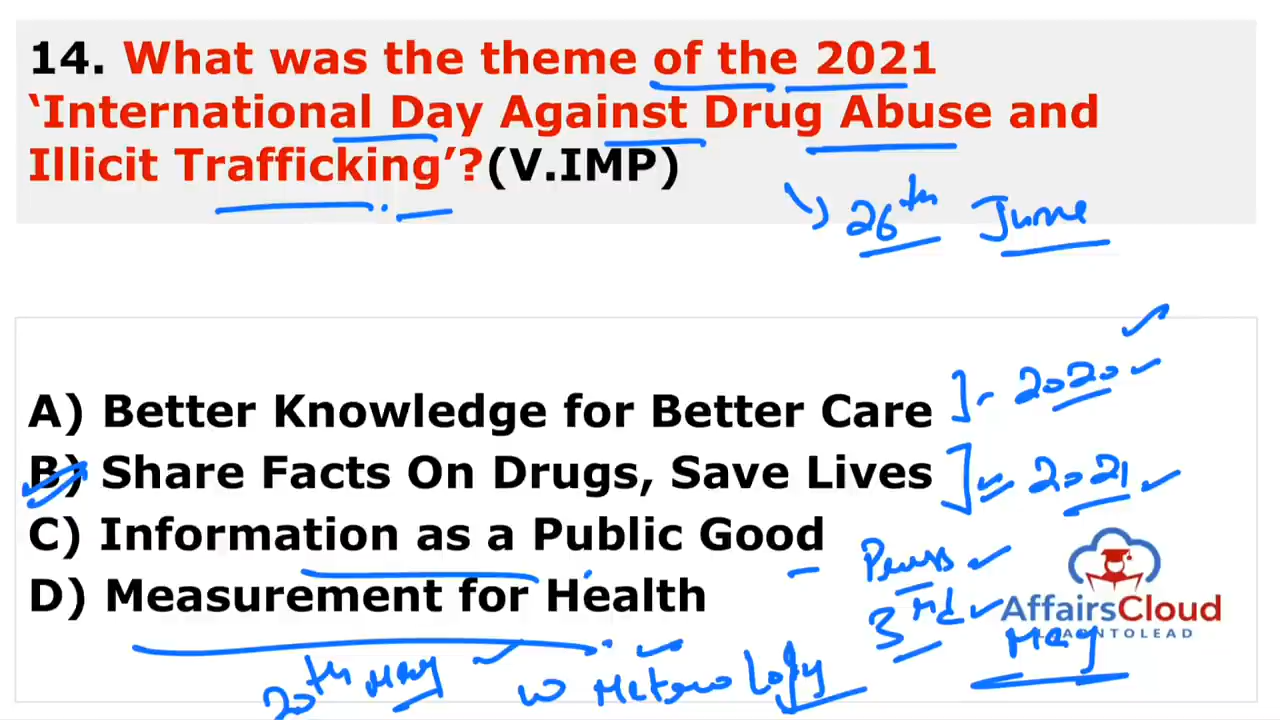 14. What was the theme of the 2021
‘International Day Against Drug Abuse and
Illicit Trafficking’?(V.IMP)
26th June
A) Better Knowledge for Better Care
2020
B) Share Facts On Drugs, Save Lives
2021
C) Information as a Public Good
D) Measurement for Health
3rd May
AffairsCloud
LEARNTOLEAD
20th May